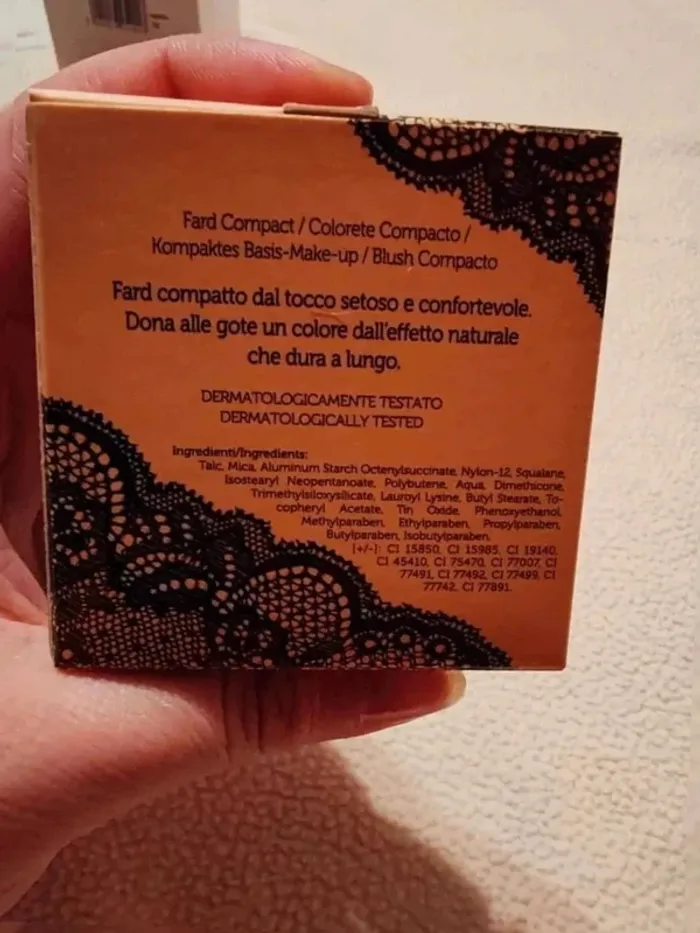 Fard Compact / Colorete Compacto /
Kompaktes Basis-Make-up / Blush Compacto
Fard compatto dal tocco setoso e confortevole.
Dona alle gote un colore dall'effetto naturale
che dura a lungo.
DERMATOLOGICAMENTE TESTATO
DERMATOLOGICALLY TESTED
Ingredienti/Ingredients:
Talc, Mica, Aluminum Starch Octenylsuccinate, Nylon-12, Squalane,
Isostearyl Neopentanoate, Polybutene, Aqua, Dimethicone,
Trimethylsiloxysilicate, Lauroyl Lysine, Butyl Stearate, To-
copheryl Acetate, Tin Oxide, Phenoxyethanol,
Methylparaben, Ethylparaben, Propylparaben,
Butylparaben, Isobutylparaben.
[+/-]: CI 15850, CI 15985, CI 19140,
CI 45410, CI 75470, CI 77007, CI
77491, CI 77492, CI 77499, CI
77742, CI 77891.